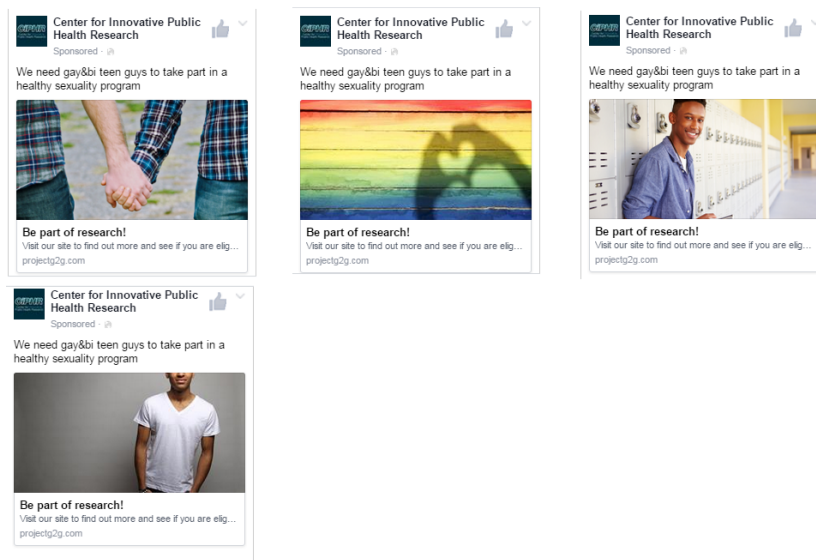 CiPHR
Center for Innovative Public
Health Research
Sponsored ·
We need gay&bi teen guys to take part in a
healthy sexuality program
Be part of research!
Visit our site to find out more and see if you are elig...
projectg2g.com
CiPHR
Center for Innovative Public
Health Research
Sponsored ·
We need gay&bi teen guys to take part in a
healthy sexuality program
Be part of research!
Visit our site to find out more and see if you are elig...
projectg2g.com
CiPHR
Center for Innovative Public
Health Research
Sponsored ·
We need gay&bi teen guys to take part in a
healthy sexuality program
Be part of research!
Visit our site to find out more and see if you are elig...
projectg2g.com
CiPHR
Center for Innovative Public
Health Research
Sponsored ·
We need gay&bi teen guys to take part in a
healthy sexuality program
Be part of research!
Visit our site to find out more and see if you are elig...
projectg2g.com